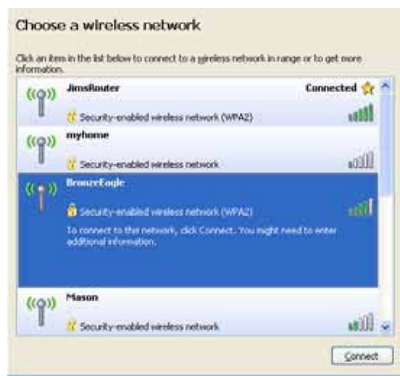 Choose a wireless network
Click an item in the list below to connect to a wireless network in range or to get more
information.
JimsRouter Connected
Security-enabled wireless network (WPA2)
myhome
Security-enabled wireless network
BronzeEagle
Security-enabled wireless network (WPA2)
To connect to this network, click Connect. You might need to enter
additional information.
Mason
Security-enabled wireless network
Connect